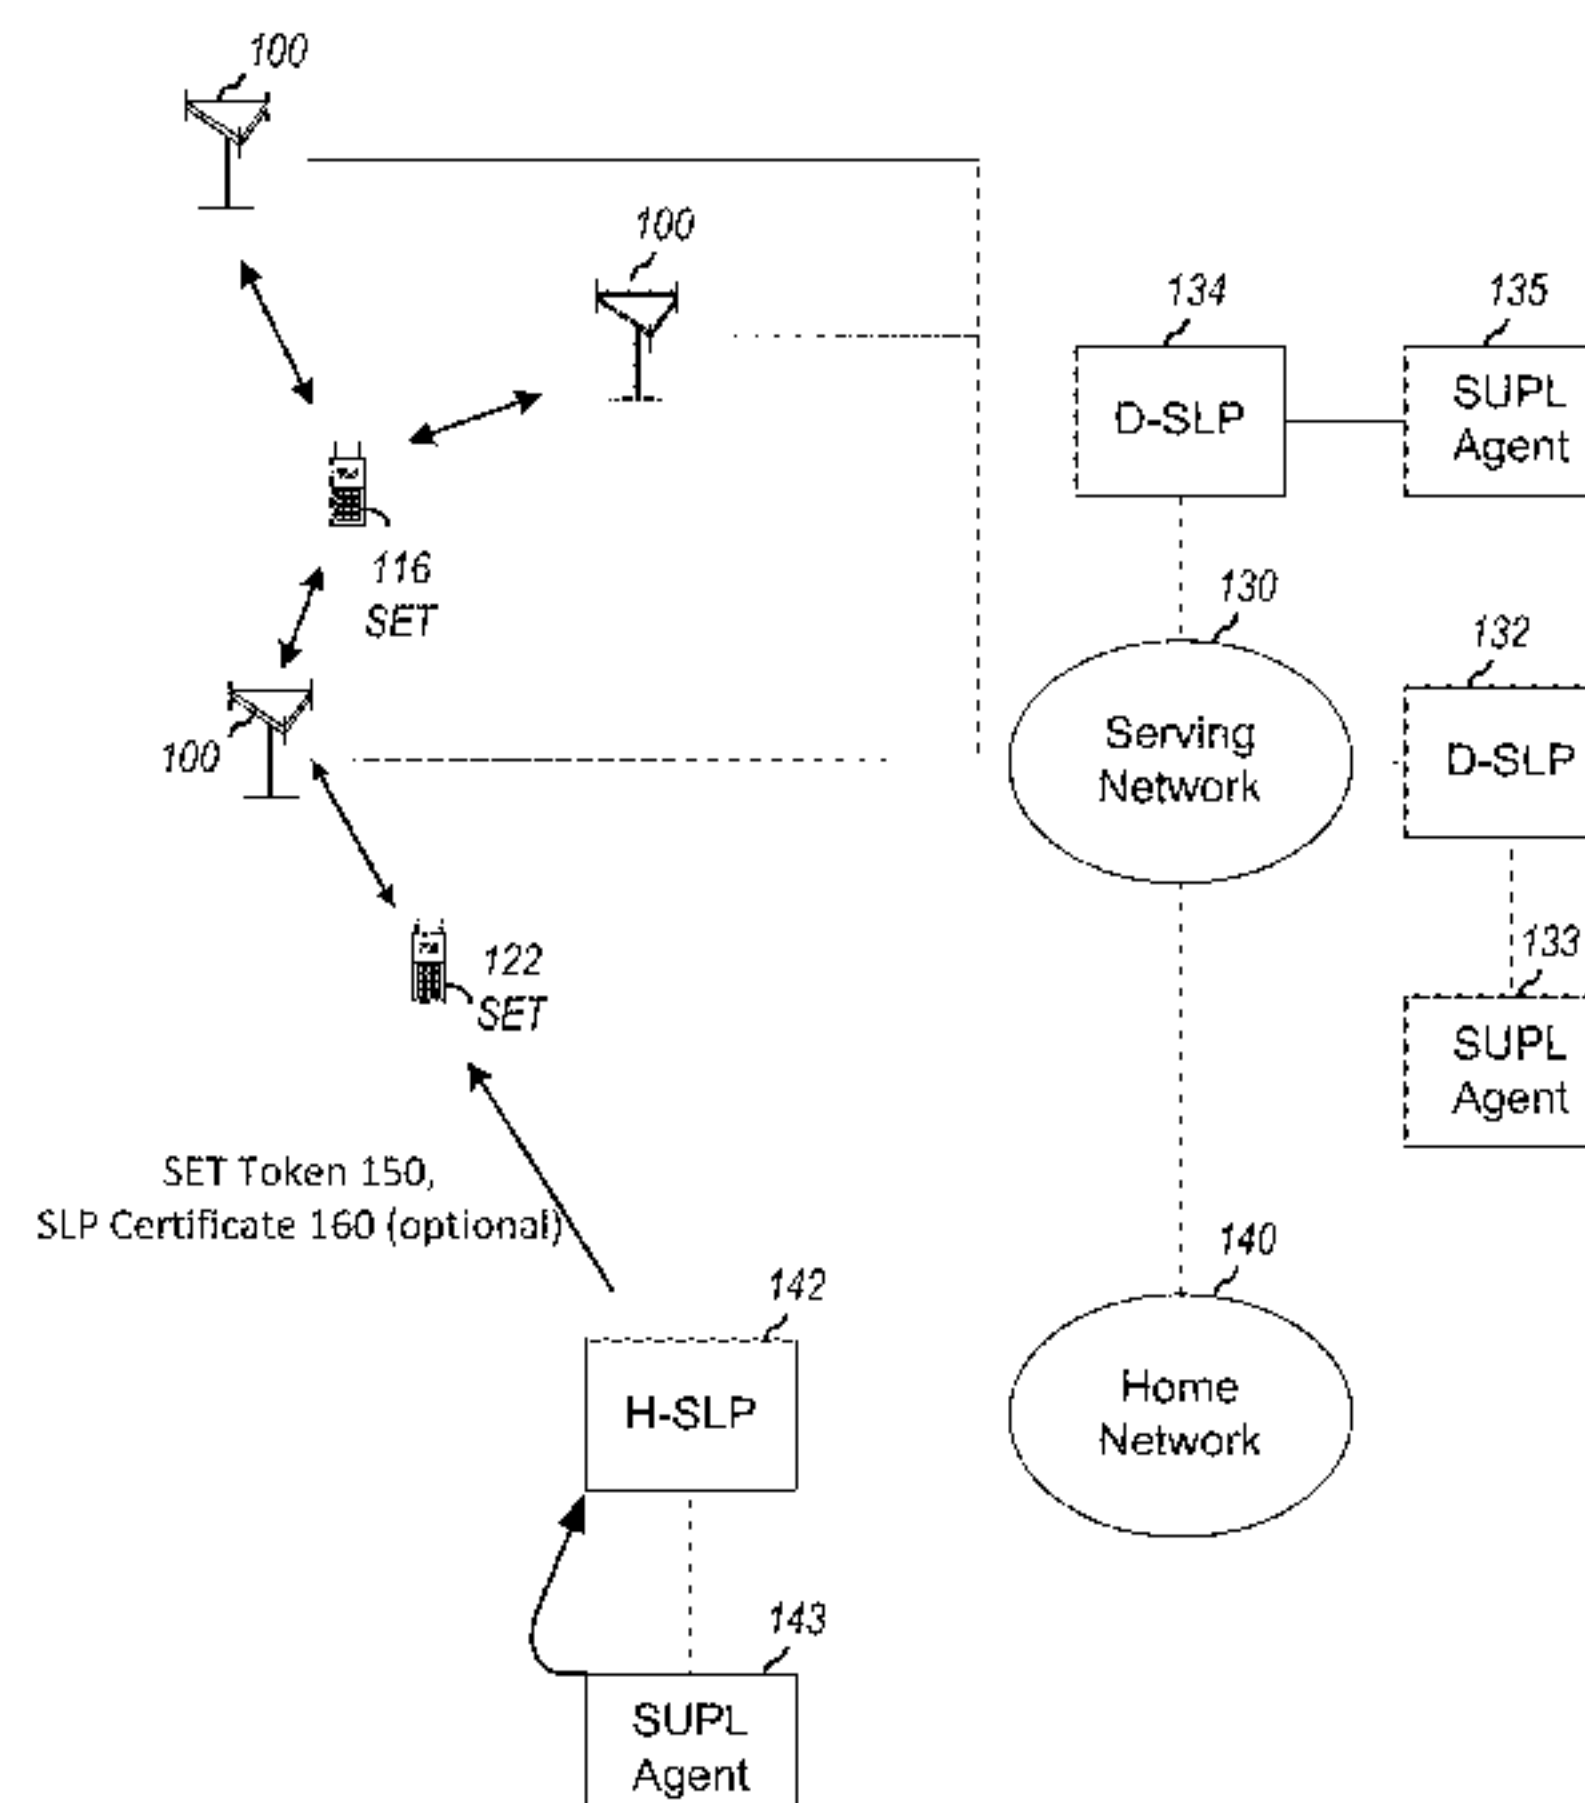 100
100
134
135
D-SLP
SUPL
Agent
116
SET
130
132
100
Serving
Network
D-SLP
122
SET
133
SUPL
Agent
SET Token 150,
SLP Certificate 160 (optional)
140
142
H-SLP
Home
Network
143
SUPL
Agent